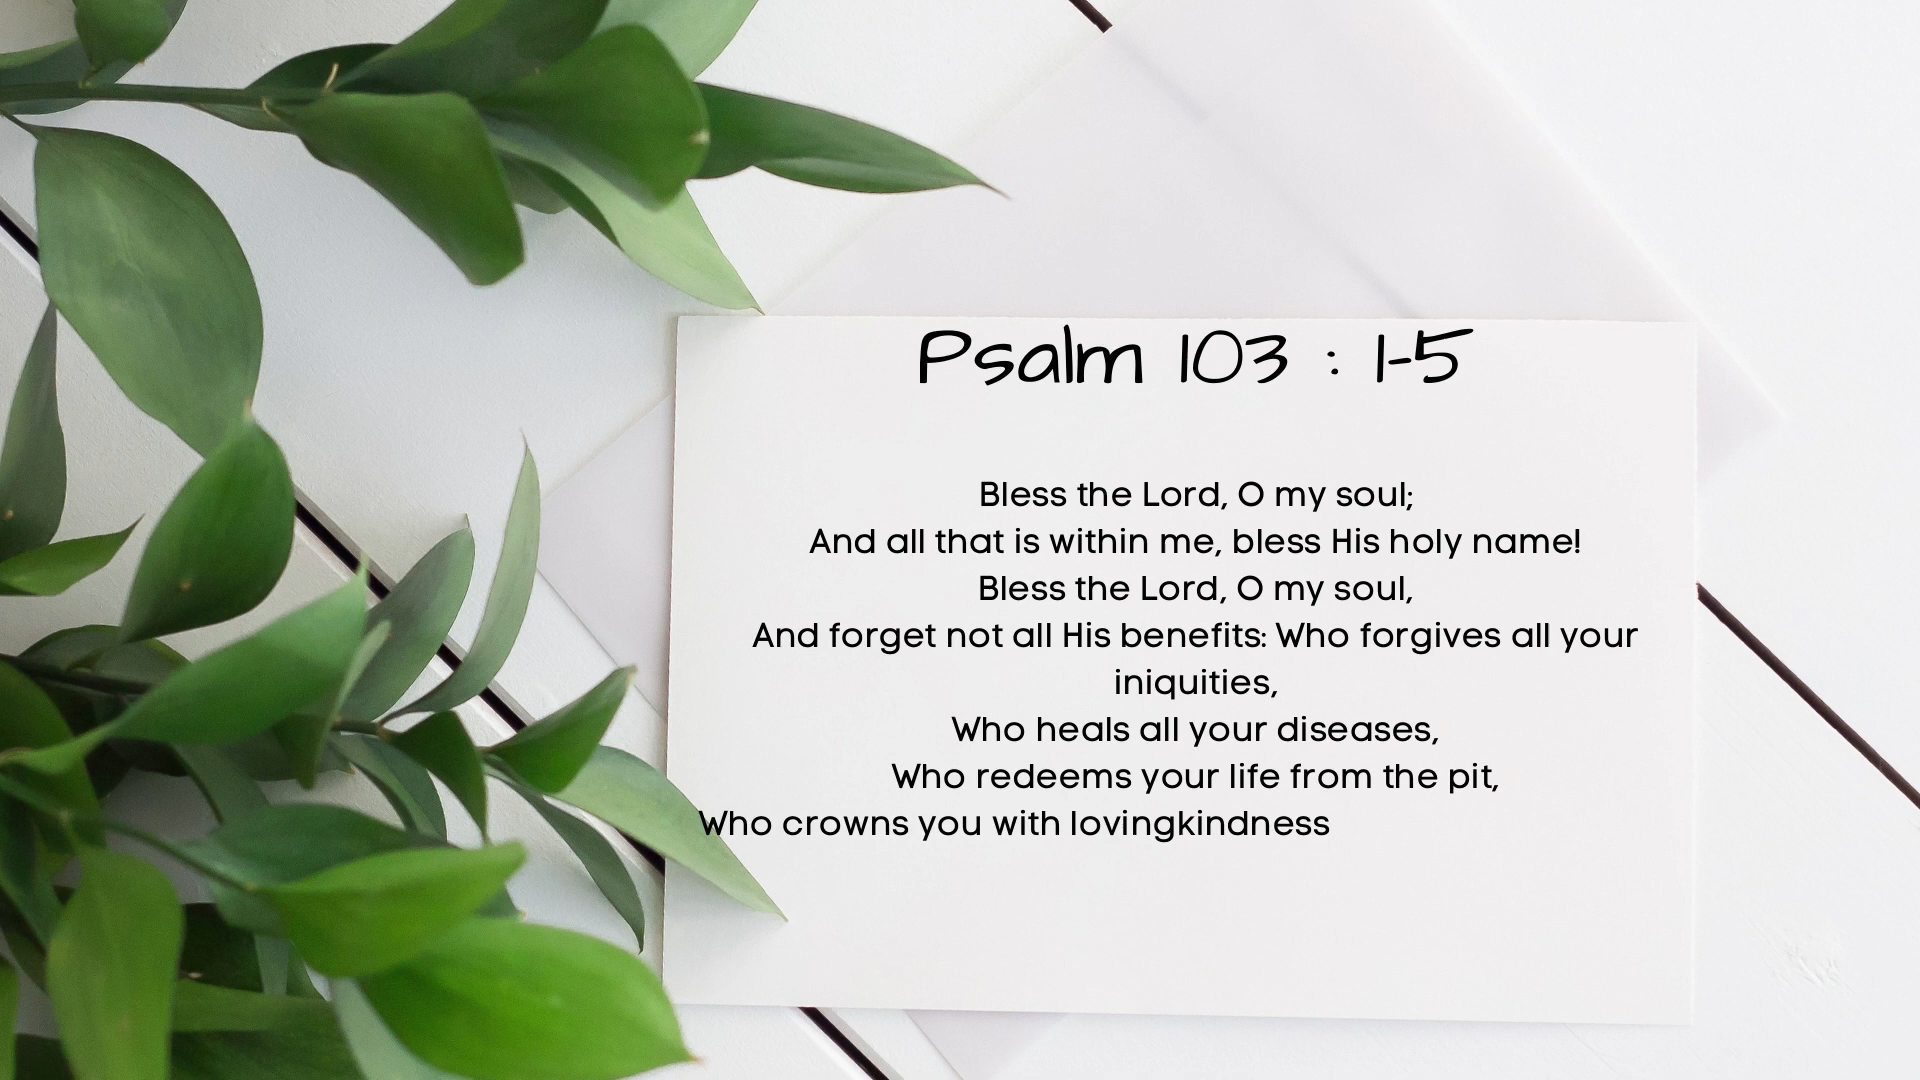 Psalm 103 : 1-5
Bless the Lord, O my soul;
And all that is within me, bless His holy name!
Bless the Lord, O my soul,
And forget not all His benefits: Who forgives all your
iniquities,
Who heals all your diseases,
Who redeems your life from the pit,
Who crowns you with lovingkindness